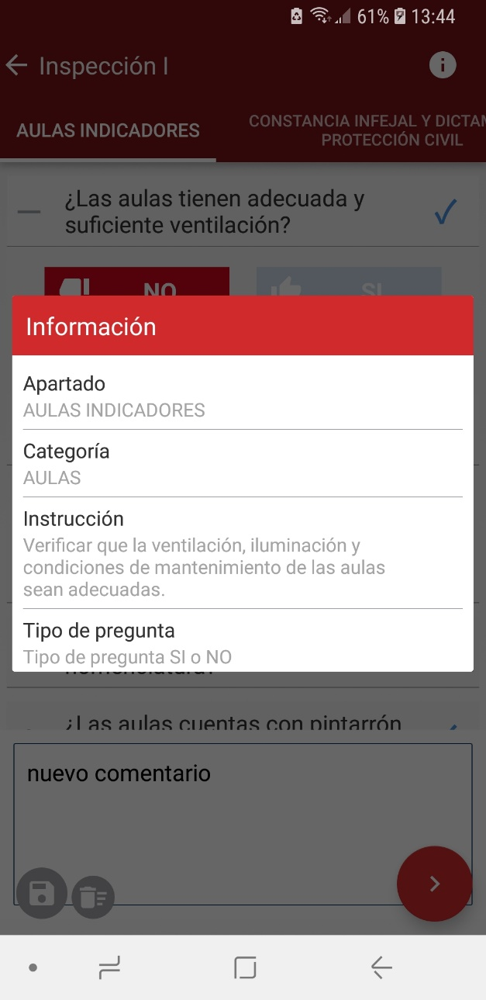 61% 13:44
Inspección I
AULAS INDICADORES
CONSTANCIA INFEJAL Y DICTAM
PROTECCIÓN CIVIL
¿Las aulas tienen adecuada y
suficiente ventilación?
NO SI
Información
Apartado
AULAS INDICADORES
Categoría
AULAS
Instrucción
Verificar que la ventilación, iluminación y
condiciones de mantenimiento de las aulas
sean adecuadas.
Tipo de pregunta
Tipo de pregunta SI o NO
¿Las aulas cuentas con pintarrón
nuevo comentario